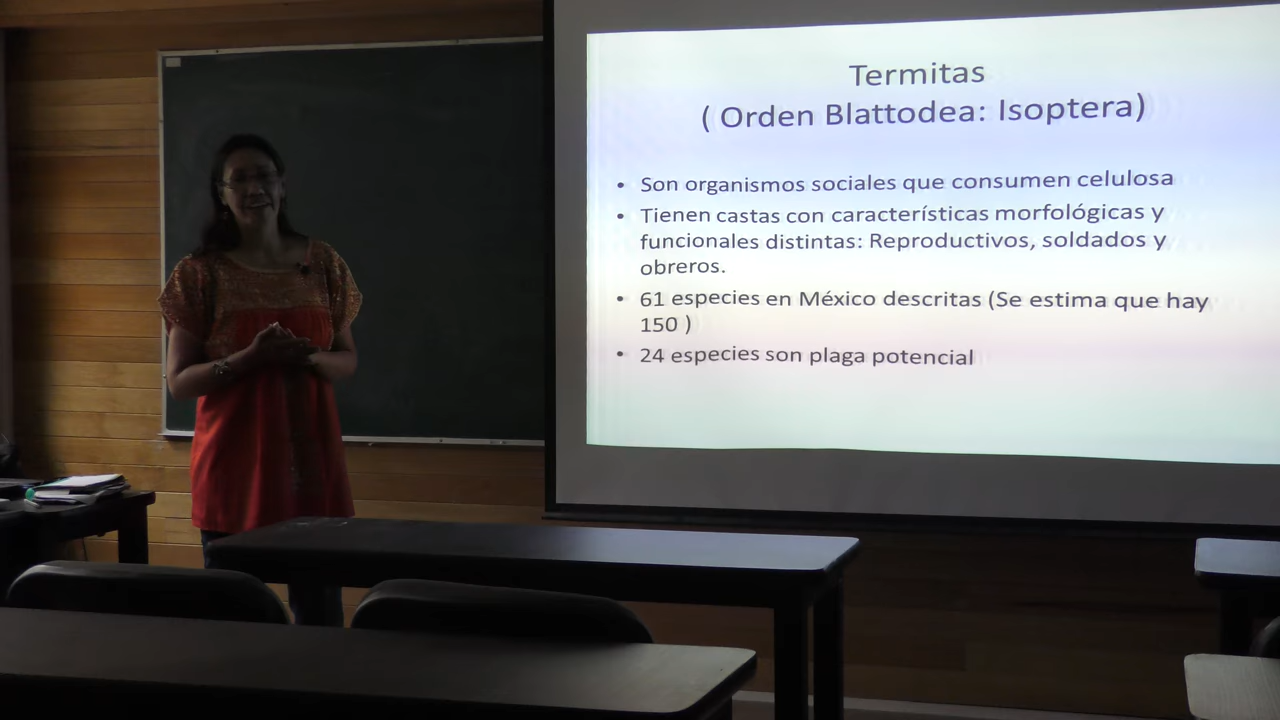 Termitas
( Orden Blattodea: Isoptera)
• Son organismos sociales que consumen celulosa
• Tienen castas con características morfológicas y
funcionales distintas: Reproductivos, soldados y
obreros.
• 61 especies en México descritas (Se estima que hay
150 )
• 24 especies son plaga potencial